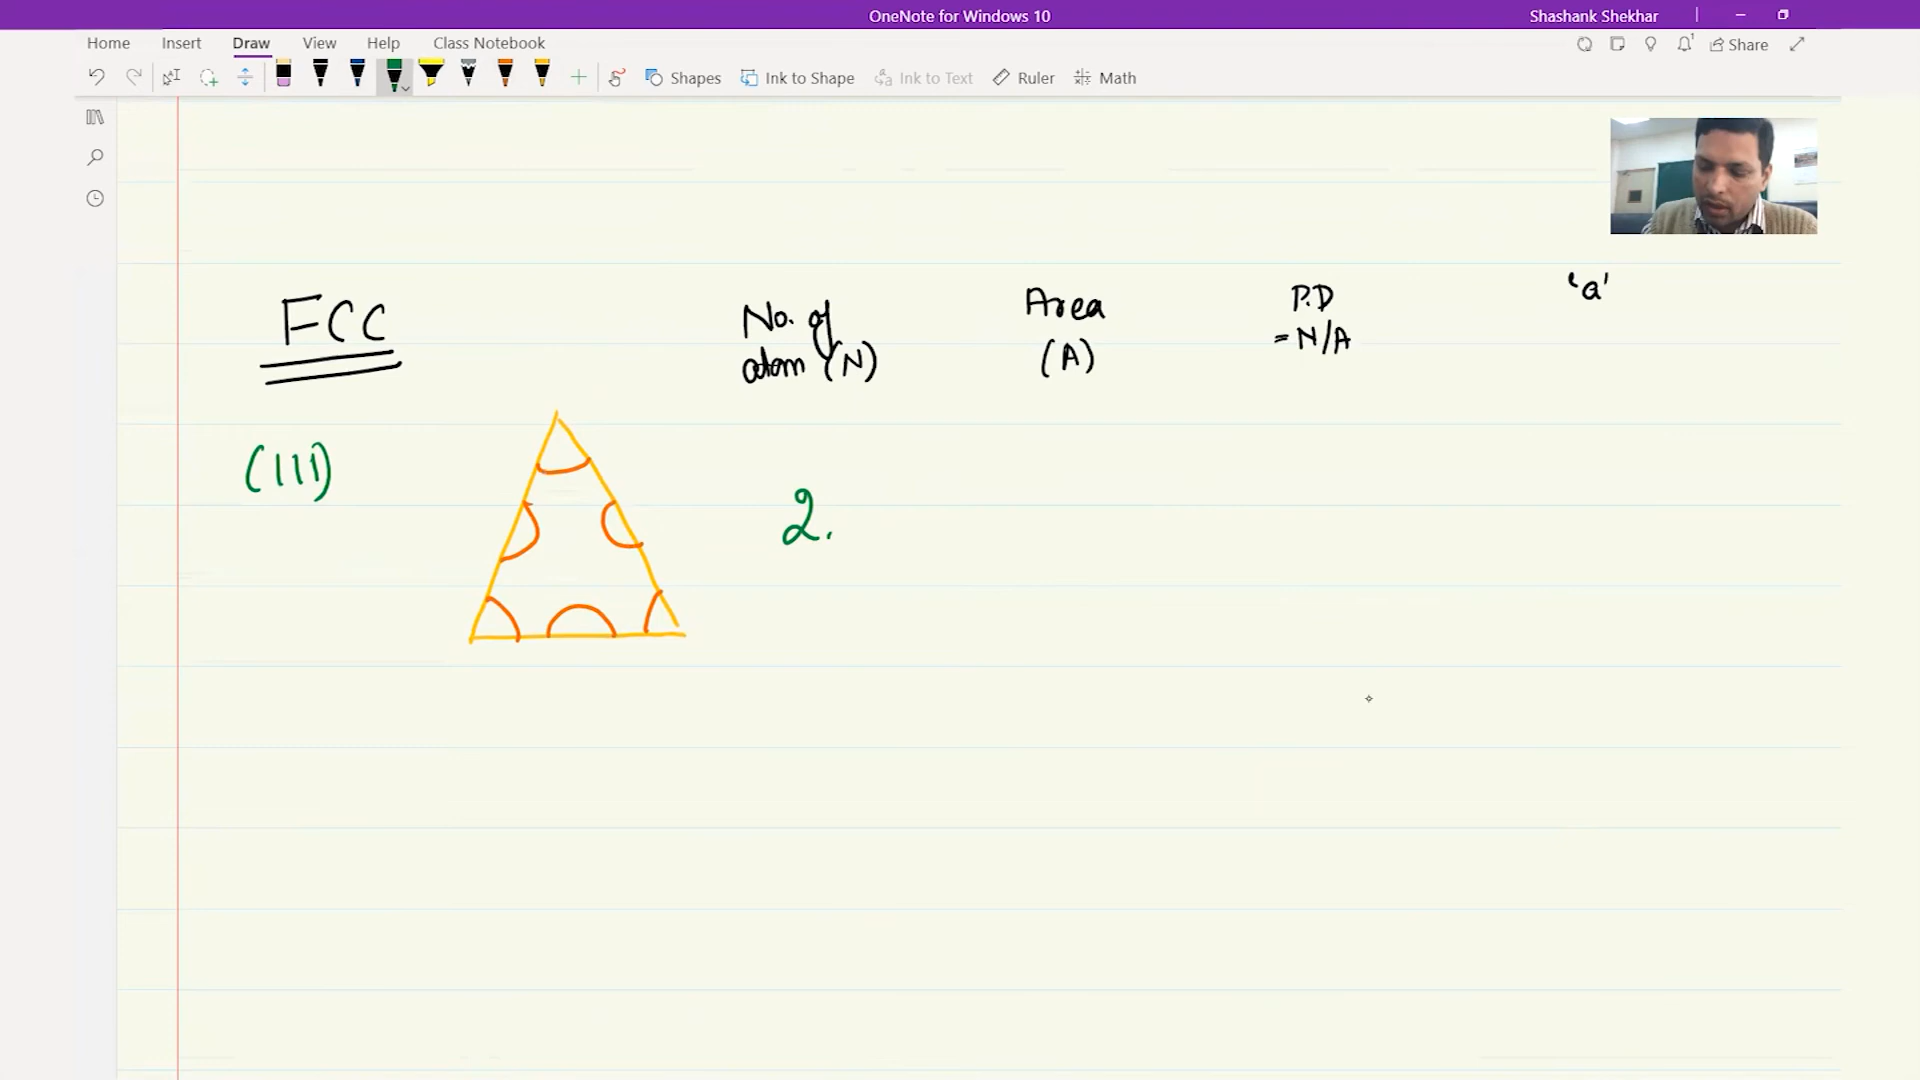 OneNote for Windows 10
Shashank Shekhar
Home Insert Draw View Help Class Notebook
Share
Shapes Ink to Shape Ink to Text Ruler Math
FCC
No. of
atom (N)
Area
(A)
P.D
= N/A
'a'
(111)
2.